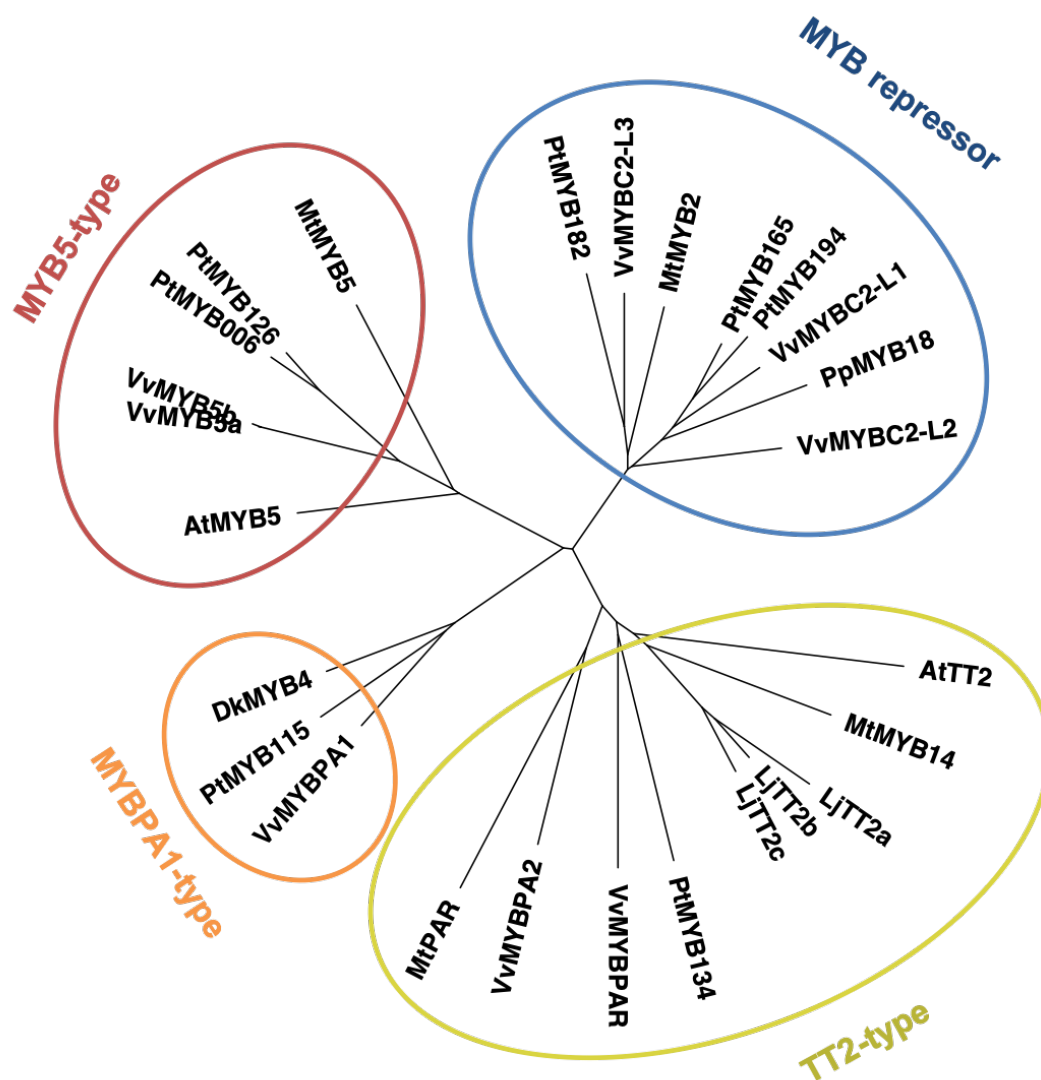 MYB repressor
PtMYB182
VvMYBC2-L3
MtMYB2
PtMYB165
PtMYB194
VvMYBC2-L1
PpMYB18
VvMYBC2-L2
MYB5-type
MtMYB5
PtMYB126
PtMYB006
VvMYB5b
VvMYB5a
AtMYB5
MYBPA1-type
DkMYB4
PtMYB115
VvMYBPA1
AtTT2
MtMYB14
LjTT2a
LjTT2b
LjTT2c
PtMYB134
VvMYBPAR
VvMYBPA2
MtPAR
TT2-type